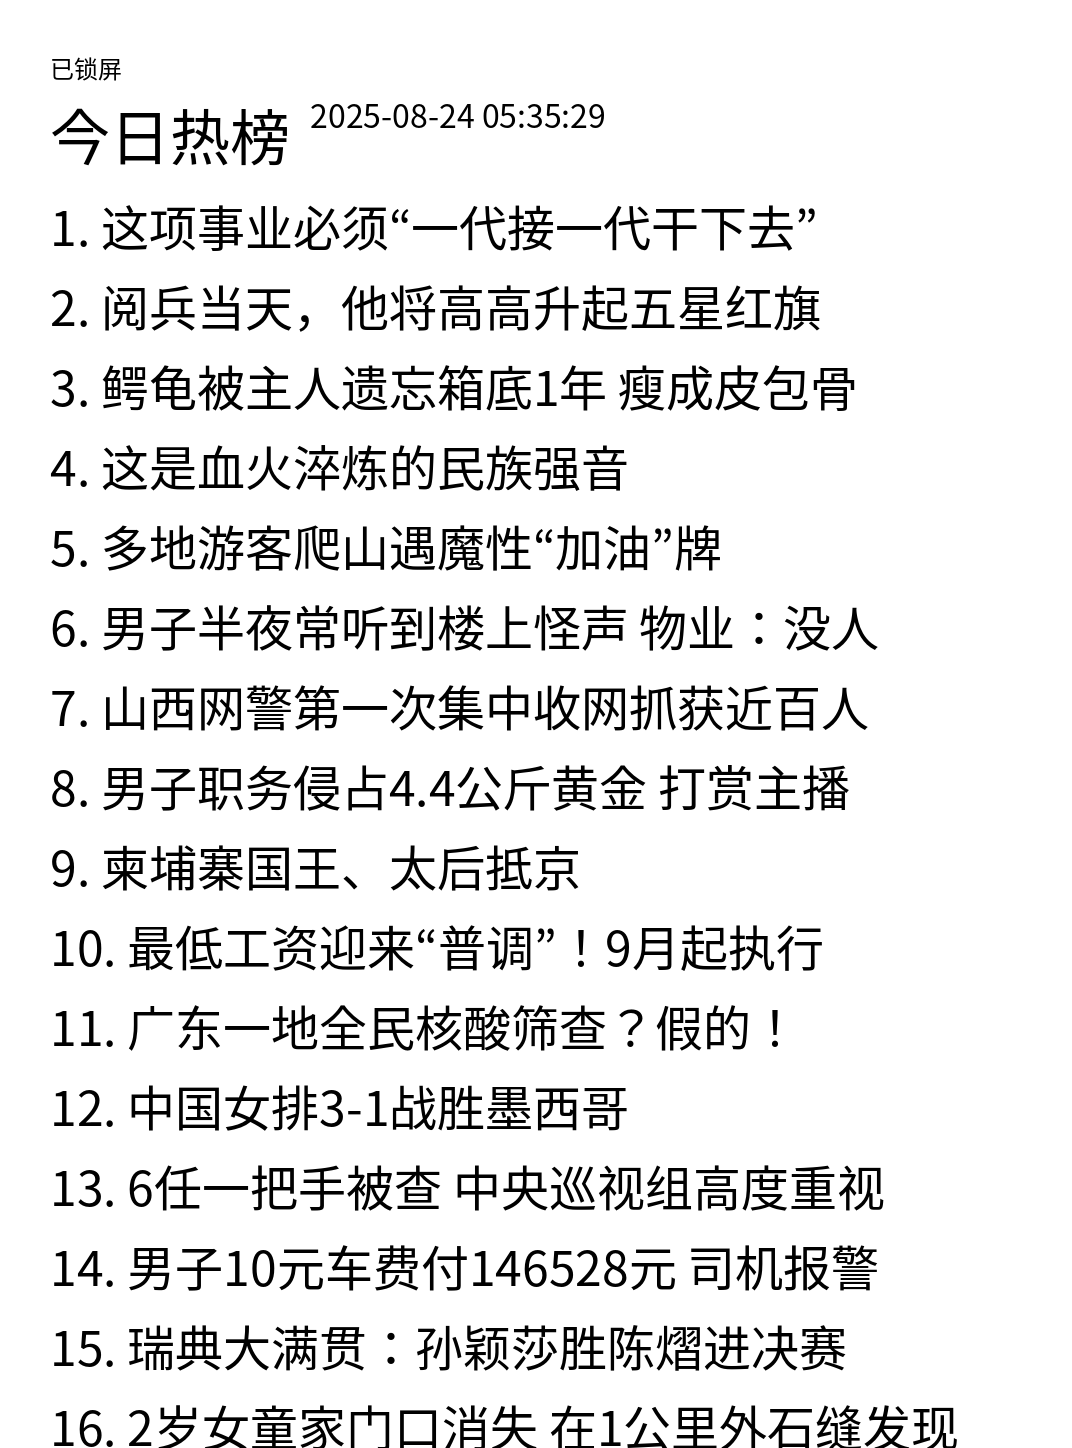 已锁屏
今日热榜 2025-08-24 05:35:29
1. 这项事业必须“一代接一代干下去”
2. 阅兵当天，他将高高升起五星红旗
3. 鳄龟被主人遗忘箱底1年 瘦成皮包骨
4. 这是血火淬炼的民族强音
5. 多地游客爬山遇魔性“加油”牌
6. 男子半夜常听到楼上怪声 物业：没人
7. 山西网警第一次集中收网抓获近百人
8. 男子职务侵占4.4公斤黄金 打赏主播
9. 柬埔寨国王、太后抵京
10. 最低工资迎来“普调”！9月起执行
11. 广东一地全民核酸筛查？假的！
12. 中国女排3-1战胜墨西哥
13. 6任一把手被查 中央巡视组高度重视
14. 男子10元车费付146528元 司机报警
15. 瑞典大满贯：孙颖莎胜陈熠进决赛
16. 2岁女童家门口消失 在1公里外石缝发现